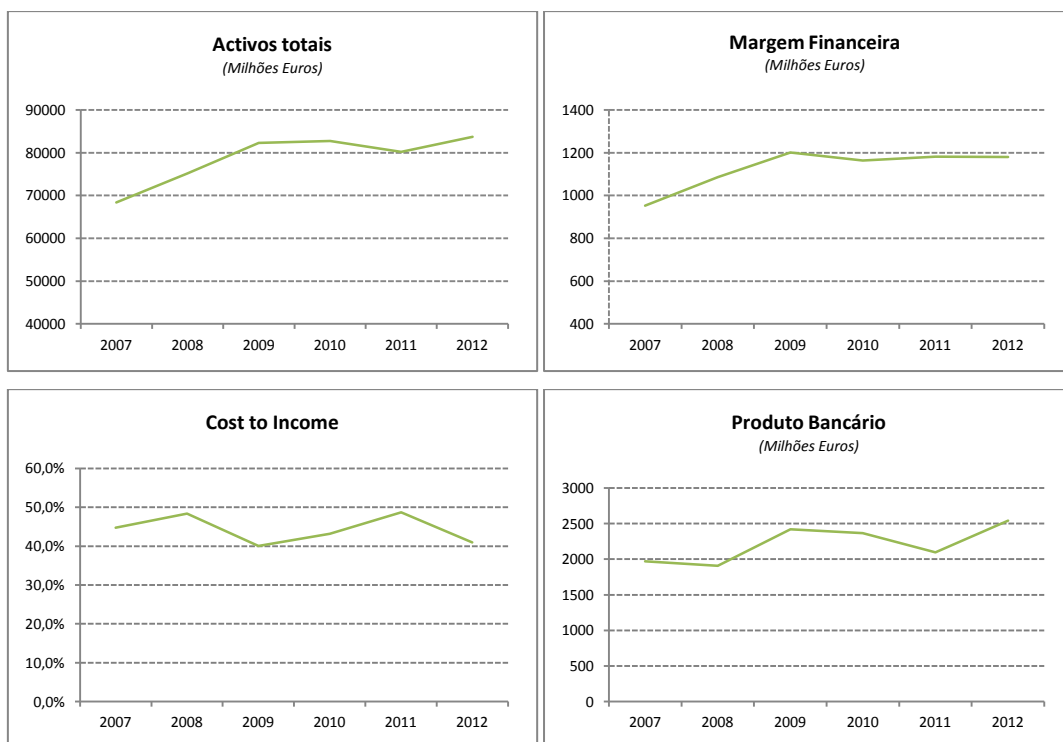 Activos totais
(Milhões Euros)
90000
80000
70000
60000
50000
40000
2007 2008 2009 2010 2011 2012
Margem Financeira
(Milhões Euros)
1400
1200
1000
800
600
400
2007 2008 2009 2010 2011 2012
Cost to Income
60,0%
50,0%
40,0%
30,0%
20,0%
10,0%
0,0%
2007 2008 2009 2010 2011 2012
Produto Bancário
(Milhões Euros)
3000
2500
2000
1500
1000
500
0
2007 2008 2009 2010 2011 2012